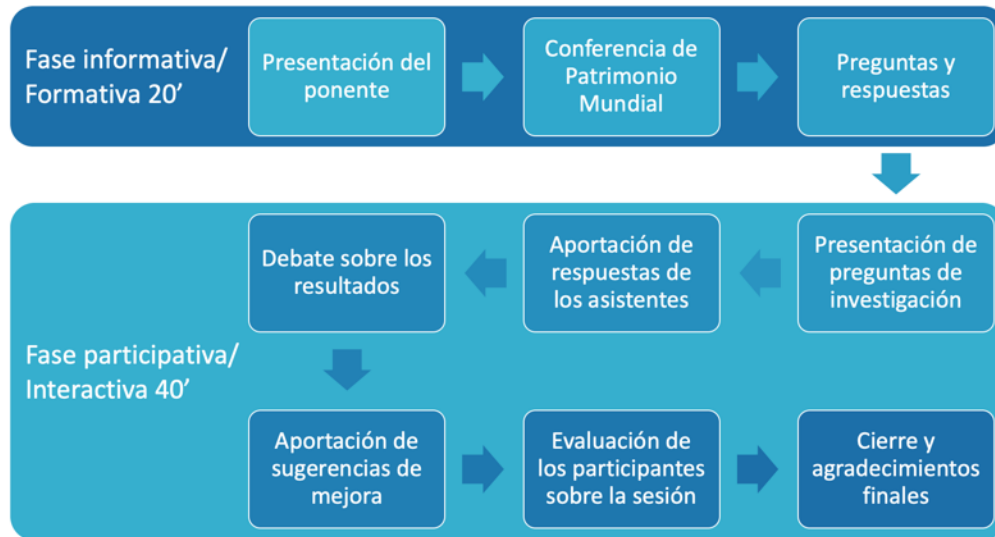 Fase informativa/
Formativa 20’
Presentación del
ponente
Conferencia de
Patrimonio
Mundial
Preguntas y
respuestas
Fase participativa/
Interactiva 40’
Presentación de
preguntas de
investigación
Aportación de
respuestas de
los asistentes
Debate sobre los
resultados
Aportación de
sugerencias de
mejora
Evaluación de
los participantes
sobre la sesión
Cierre y
agradecimientos
finales